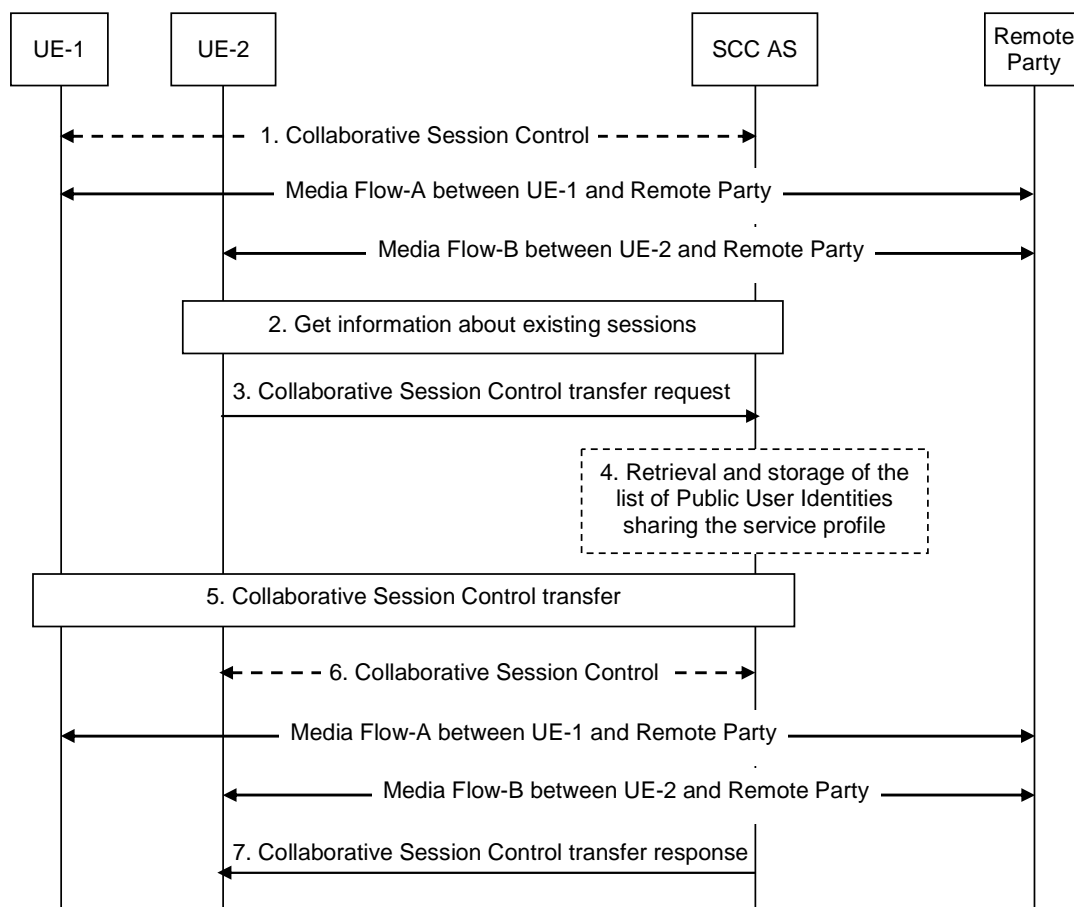 UE-1
UE-2
SCC AS
Remote
Party
1. Collaborative Session Control
Media Flow-A between UE-1 and Remote Party
Media Flow-B between UE-2 and Remote Party
2. Get information about existing sessions
3. Collaborative Session Control transfer request
4. Retrieval and storage of the
list of Public User Identities
sharing the service profile
5. Collaborative Session Control transfer
6. Collaborative Session Control
Media Flow-A between UE-1 and Remote Party
Media Flow-B between UE-2 and Remote Party
7. Collaborative Session Control transfer response